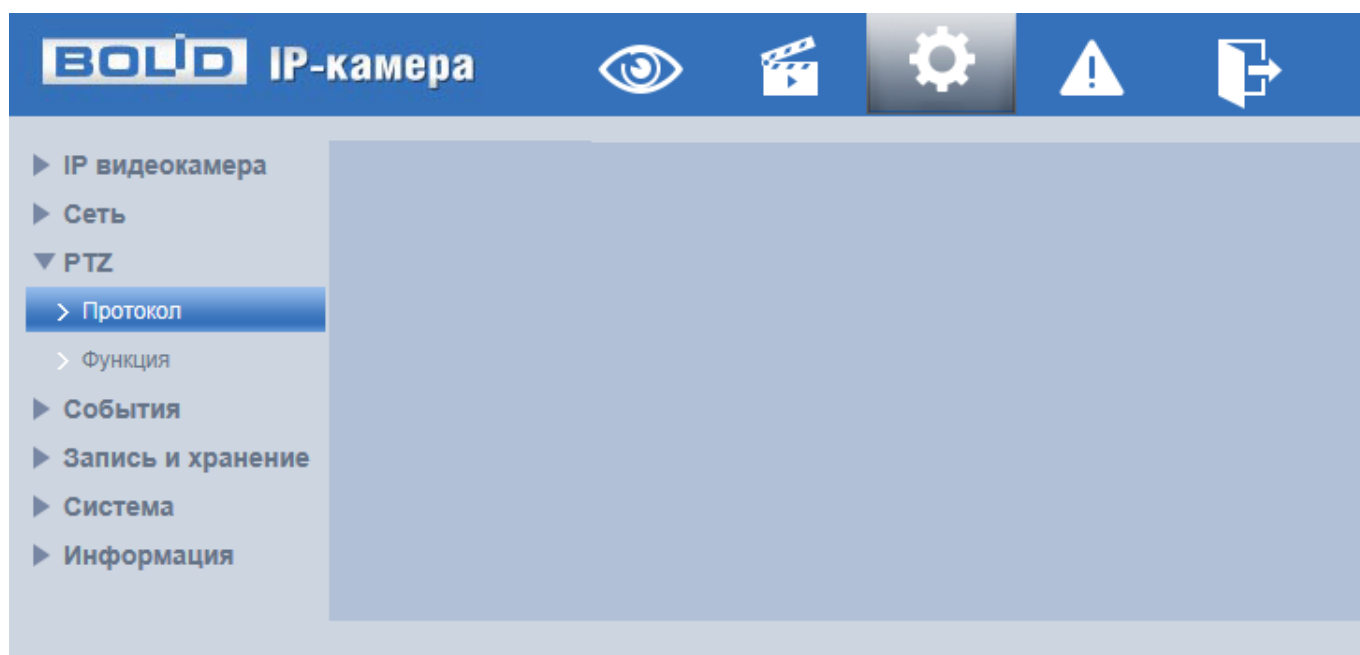 BOLID IP-камера
IP видеокамера
Сеть
PTZ
Протокол
Функция
События
Запись и хранение
Система
Информация